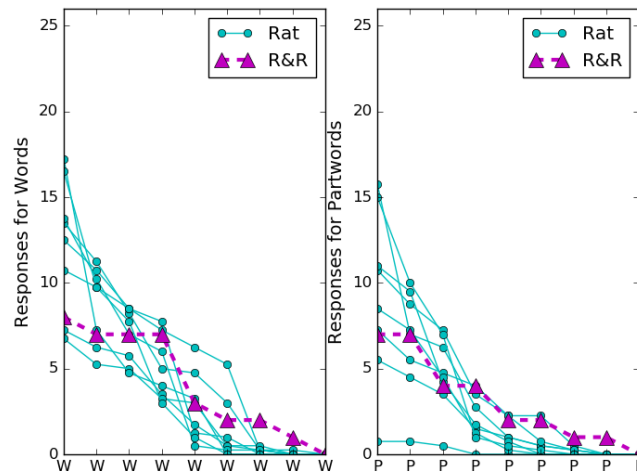 Responses for Words
25
20
15
10
5
0
Rat
R&R
W W W W W W W W W
Responses for Partwords
25
20
15
10
5
0
Rat
R&R
P P P P P P P P